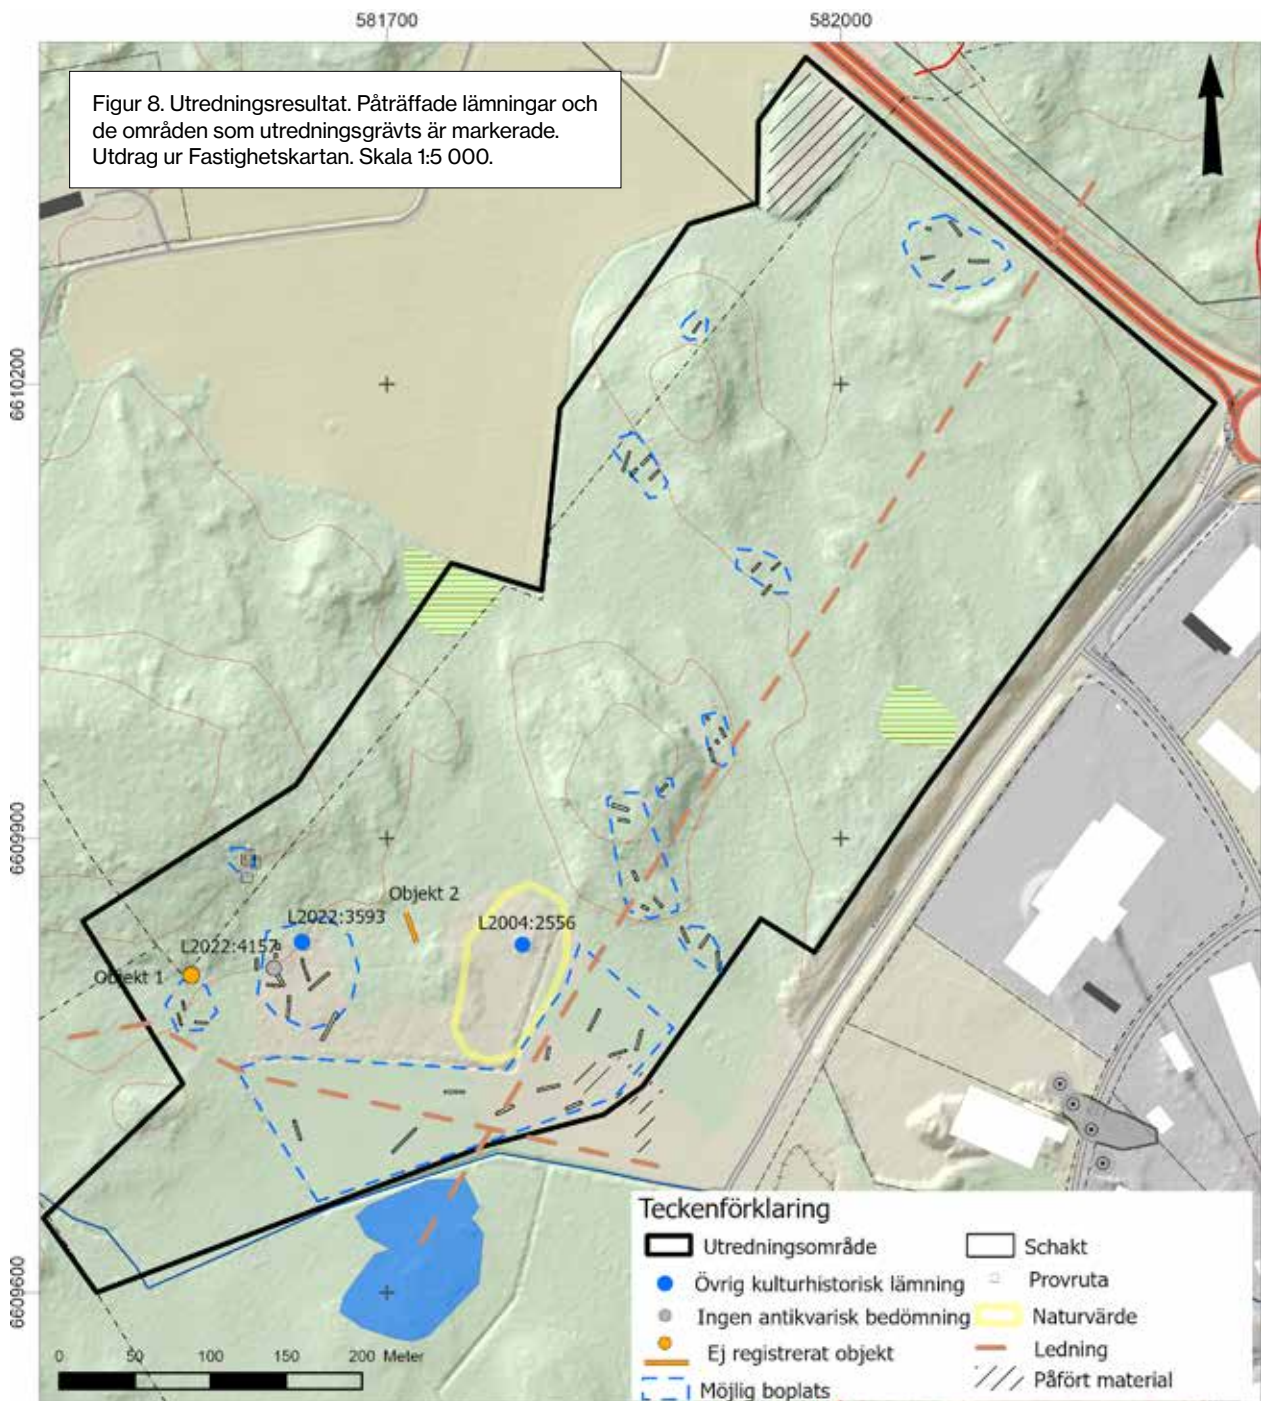 581700
582000
Figur 8. Utredningsresultat. Påträffade lämningar och
de områden som utredningsgrävts är markerade.
Utdrag ur Fastighetskartan. Skala 1:5 000.
6610200
6609900
6609600
Objekt 2
L2022:3593
L2004:2556
L2022:4157
Objekt 1
0 50 100 150 200 Meter
Teckenförklaring
Utredningsområde
Övrig kulturhistorisk lämning
Ingen antikvarisk bedömning
Ej registrerat objekt
Möjlig boplats
Schakt
Provruta
Naturvärde
Ledning
Påfört material